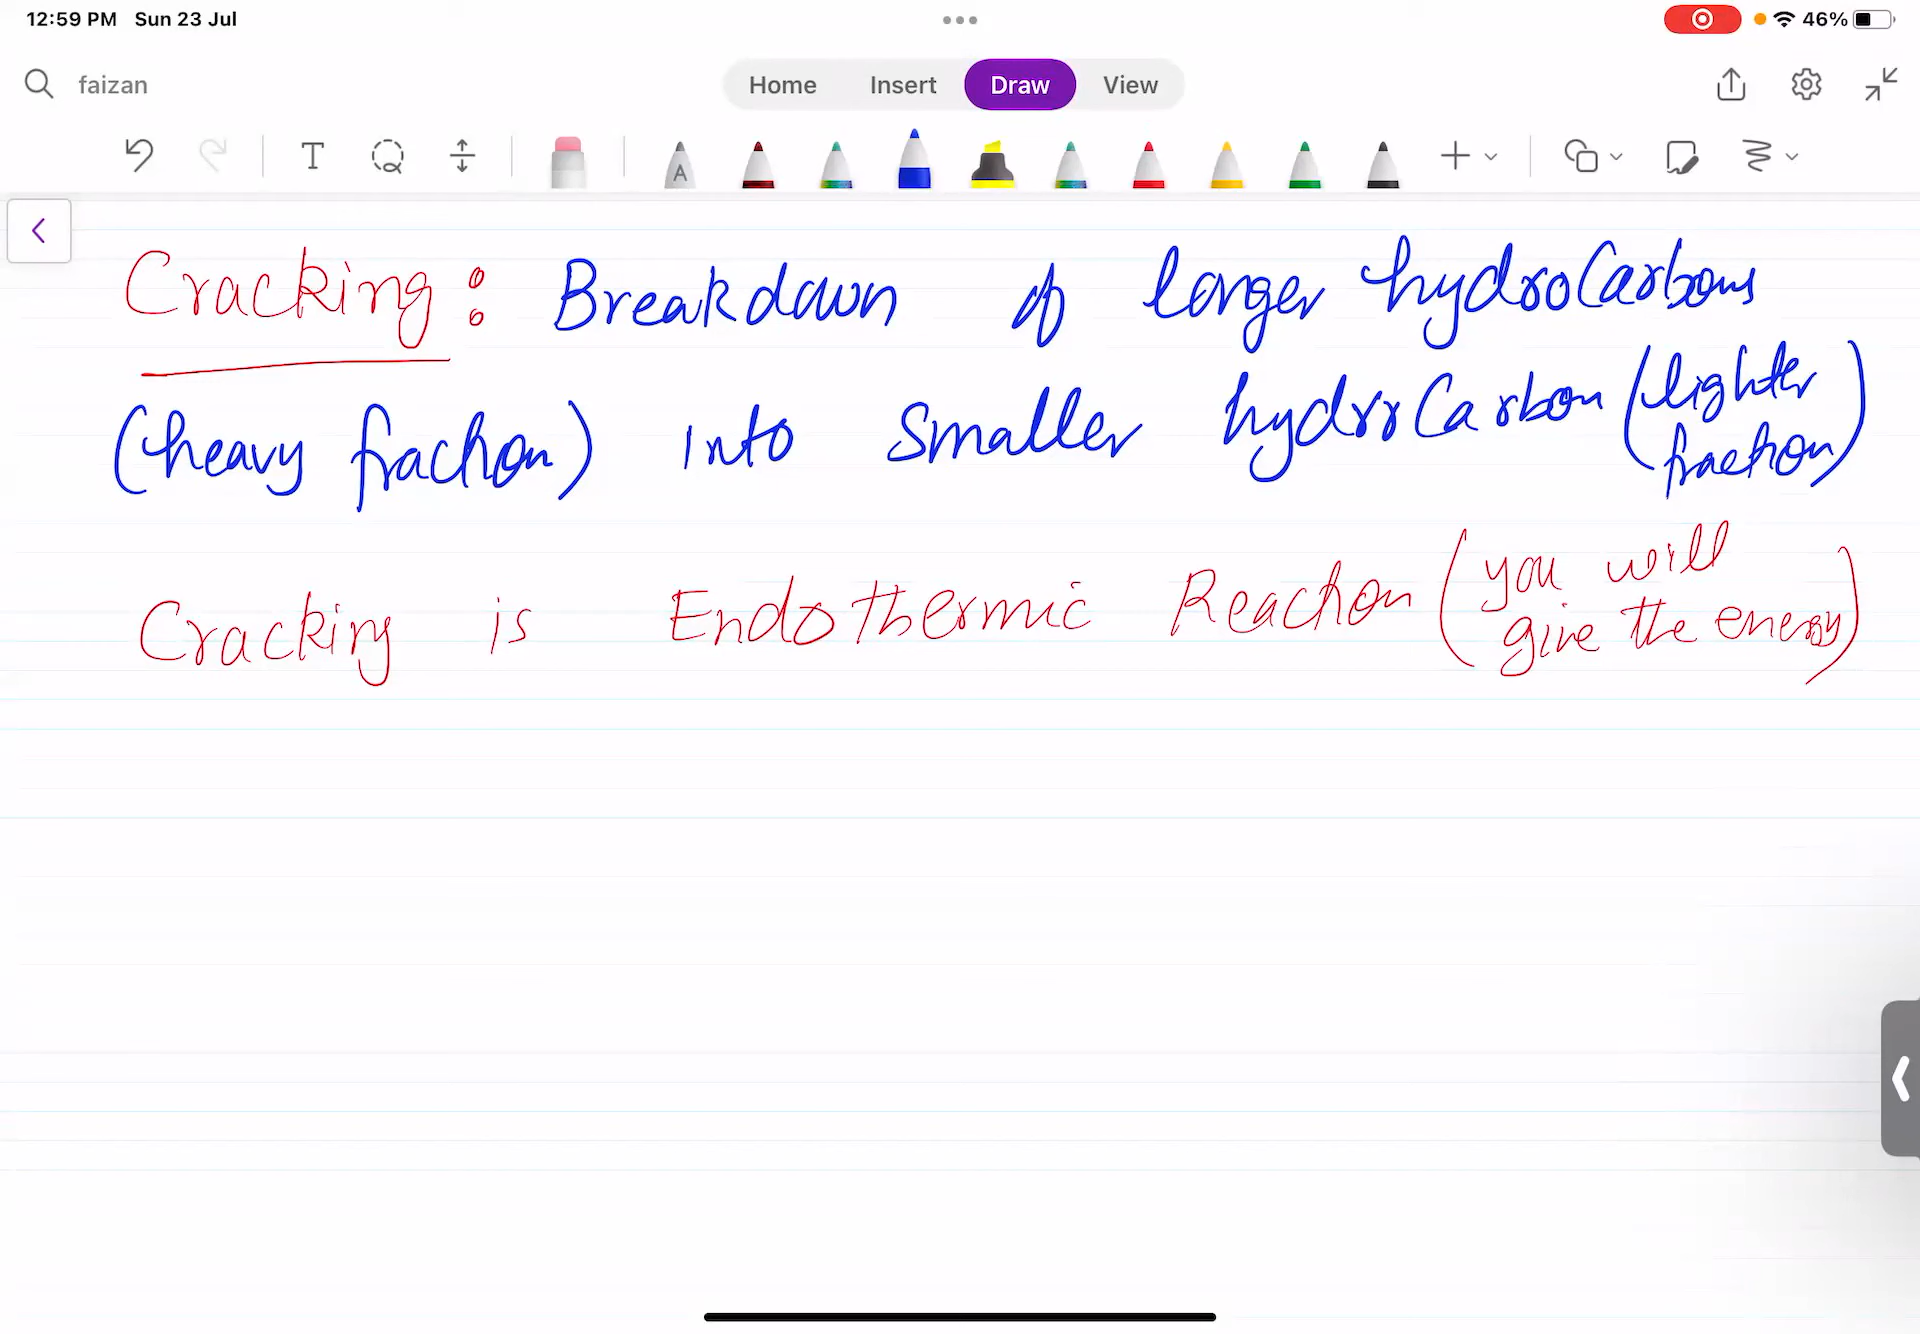 12:59 PM Sun 23 Jul
46%
faizan
Home Insert Draw View
T
A
Cracking: Breakdown of larger hydrocarbons
(heavy fraction) into smaller hydrocarbon (lighter fraction)
Cracking is Endothermic Reaction (you will give the energy)